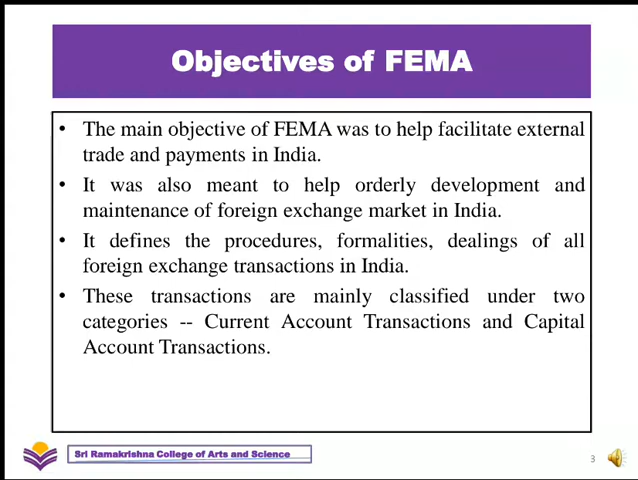 Objectives of FEMA
• The main objective of FEMA was to help facilitate external
trade and payments in India.
• It was also meant to help orderly development and
maintenance of foreign exchange market in India.
• It defines the procedures, formalities, dealings of all
foreign exchange transactions in India.
• These transactions are mainly classified under two
categories -- Current Account Transactions and Capital
Account Transactions.
Sri Ramakrishna College of Arts and Science
3